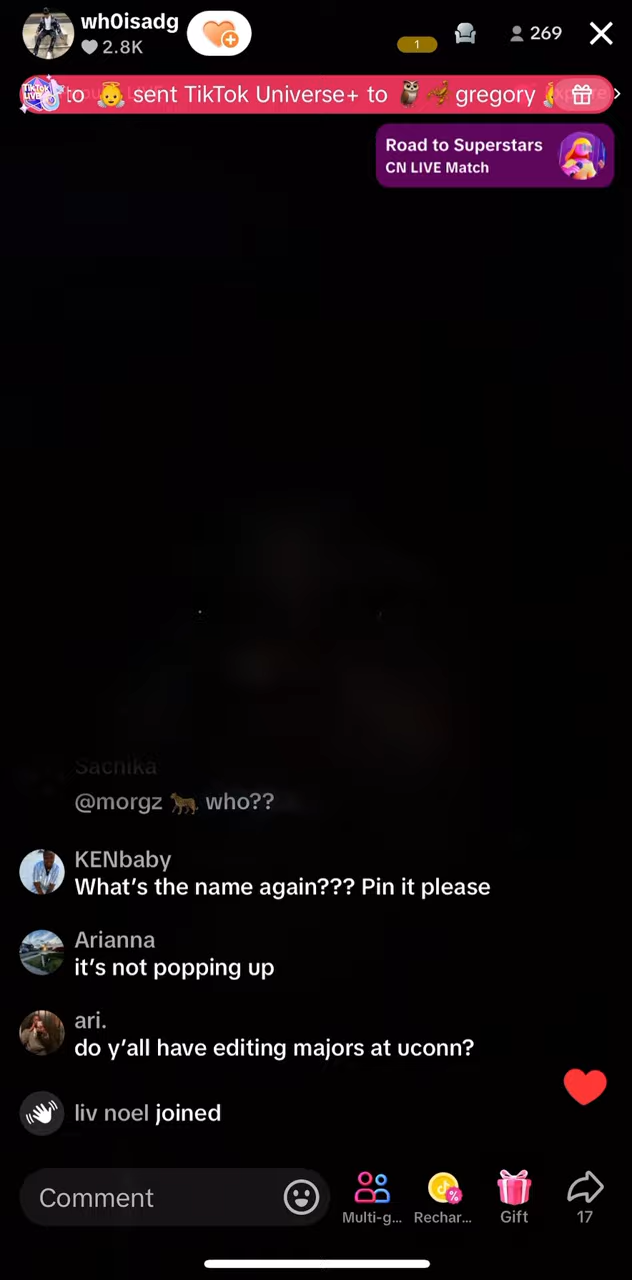 wh0isadg
2.8K
1
269
to 👼 sent TikTok Universe+ to 🦉🦂 gregory
Road to Superstars
CN LIVE Match
Sachika
@morgz 🐆 who??
KENbaby
What's the name again??? Pin it please
Arianna
it's not popping up
ari.
do y'all have editing majors at uconn?
liv noel joined
Comment
Multi-g...
Rechar...
Gift
17